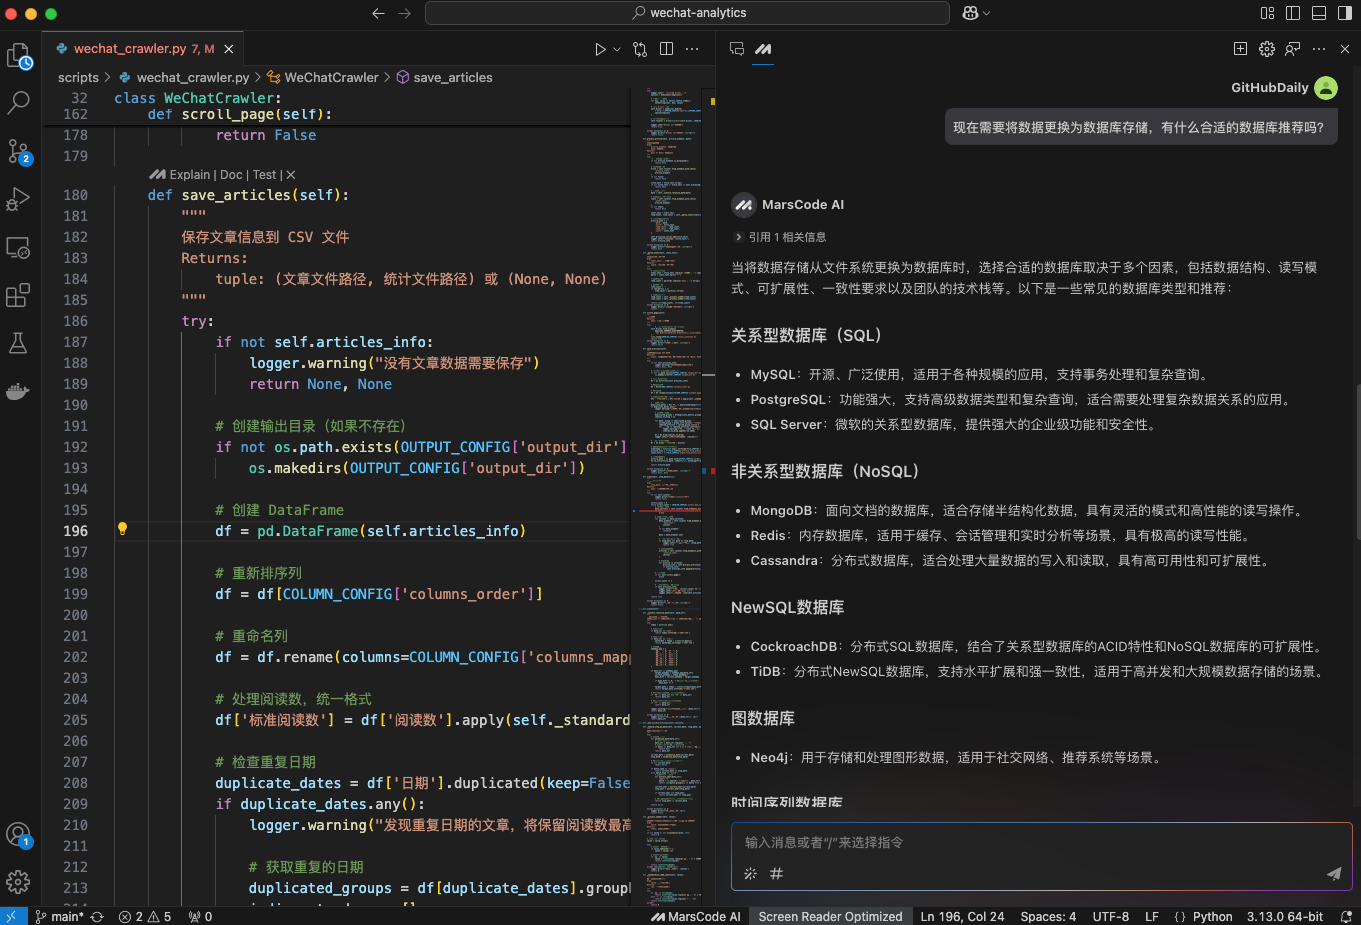 wechat-analytics
wechat_crawler.py 7, M
scripts > wechat_crawler.py > WeChatCrawler > save_articles
32 class WeChatCrawler:
162 def scroll_page(self):
178 return False
179
Explain | Doc | Test |
180 def save_articles(self):
181 """
182 保存文章信息到 CSV 文件
183 Returns:
184 tuple: (文章文件路径, 统计文件路径) 或 (None, None)
185 """
186 try:
187 if not self.articles_info:
188 logger.warning("没有文章数据需要保存")
189 return None, None
190
191 # 创建输出目录（如果不存在）
192 if not os.path.exists(OUTPUT_CONFIG['output_dir']
193 os.makedirs(OUTPUT_CONFIG['output_dir'])
194
195 # 创建 DataFrame
196 df = pd.DataFrame(self.articles_info)
197
198 # 重新排序列
199 df = df[COLUMN_CONFIG['columns_order']]
200
201 # 重命名列
202 df = df.rename(columns=COLUMN_CONFIG['columns_mapp
203
204 # 处理阅读数，统一格式
205 df['标准阅读数'] = df['阅读数'].apply(self._standard
206
207 # 检查重复日期
208 duplicate_dates = df['日期'].duplicated(keep=False
209 if duplicate_dates.any():
210 logger.warning("发现重复日期的文章，将保留阅读数最高
211
212 # 获取重复的日期
213 duplicated_groups = df[duplicate_dates].groupb
GitHubDaily
现在需要将数据更换为数据库存储，有什么合适的数据库推荐吗？
MarsCode AI
引用 1 相关信息
当将数据存储从文件系统更换为数据库时，选择合适的数据库取决于多个因素，包括数据结构、读写模
式、可扩展性、一致性要求以及团队的技术栈等。以下是一些常见的数据库类型和推荐：
关系型数据库（SQL）
• MySQL：开源、广泛使用，适用于各种规模的应用，支持事务处理和复杂查询。
• PostgreSQL：功能强大，支持高级数据类型和复杂查询，适合需要处理复杂数据关系的应用。
• SQL Server：微软的关系型数据库，提供强大的企业级功能和安全性。
非关系型数据库（NoSQL）
• MongoDB：面向文档的数据库，适合存储半结构化数据，具有灵活的模式和高性能的读写操作。
• Redis：内存数据库，适用于缓存、会话管理和实时分析等场景，具有极高的读写性能。
• Cassandra：分布式数据库，适合处理大量数据的写入和读取，具有高可用性和可扩展性。
NewSQL数据库
• CockroachDB：分布式SQL数据库，结合了关系型数据库的ACID特性和NoSQL数据库的可扩展性。
• TiDB：分布式NewSQL数据库，支持水平扩展和强一致性，适用于高并发和大规模数据存储的场景。
图数据库
• Neo4j：用于存储和处理图形数据，适用于社交网络、推荐系统等场景。
时间序列数据库
输入消息或者“/”来选择指令
2
1
main* 2 5 0
MarsCode AI Screen Reader Optimized Ln 196, Col 24 Spaces: 4 UTF-8 LF {} Python 3.13.0 64-bit